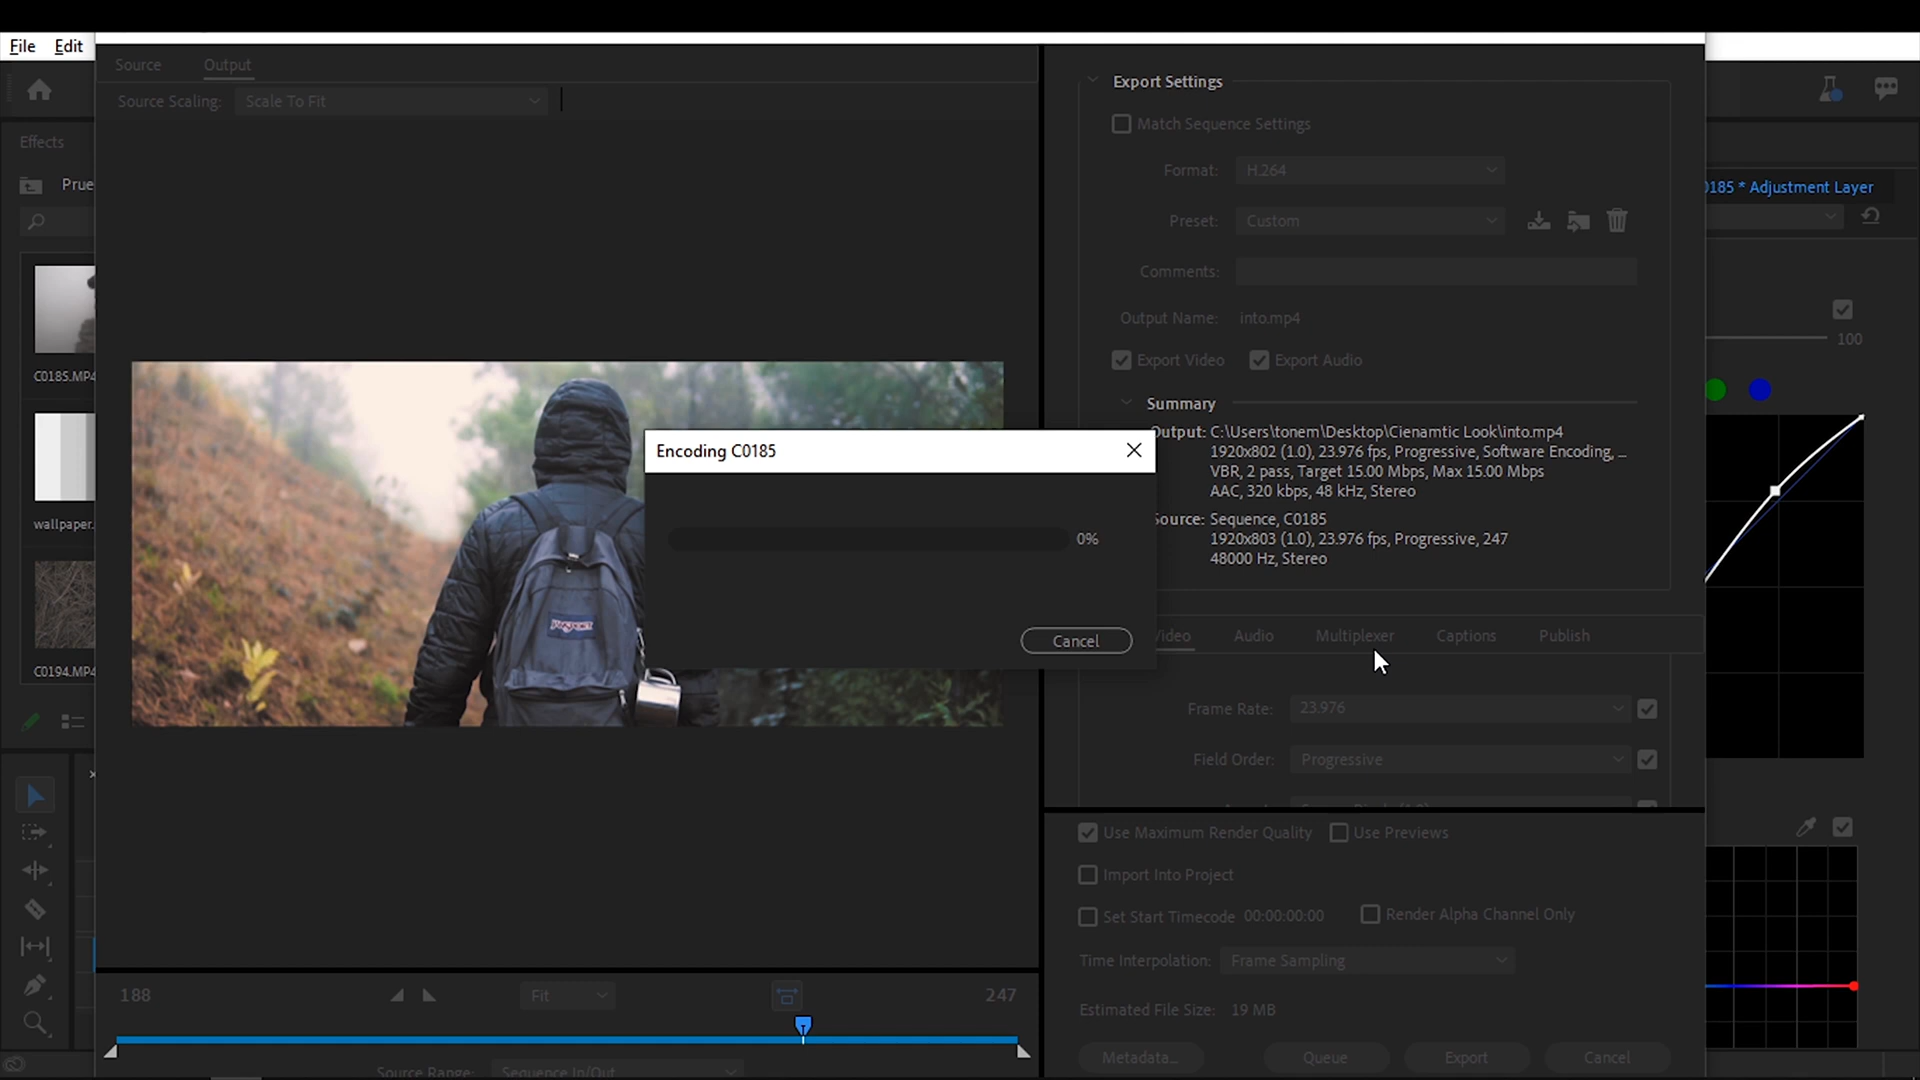 File Edit
Source Output
Source Scaling: Scale To Fit
Effects
Prue
C0185.MP4
wallpaper.
C0194.MP4
JANSPORT
188
Fit
247
Source Range: Sequence In/Out
Encoding C0185
0%
Cancel
Export Settings
Match Sequence Settings
Format: H.264
Preset: Custom
Comments:
Output Name: into.mp4
Export Video Export Audio
Summary
Output: C:\Users\tonem\Desktop\Cienamtic Look\into.mp4
1920x802 (1.0), 23.976 fps, Progressive, Software Encoding, ...
VBR, 2 pass, Target 15.00 Mbps, Max 15.00 Mbps
AAC, 320 kbps, 48 kHz, Stereo
Source: Sequence, C0185
1920x803 (1.0), 23.976 fps, Progressive, 247
48000 Hz, Stereo
Video Audio Multiplexer Captions Publish
Frame Rate: 23.976
Field Order: Progressive
Use Maximum Render Quality Use Previews
Import Into Project
Set Start Timecode 00:00:00:00 Render Alpha Channel Only
Time Interpolation: Frame Sampling
Estimated File Size: 19 MB
Metadata... Queue Export Cancel
0185 * Adjustment Layer
100